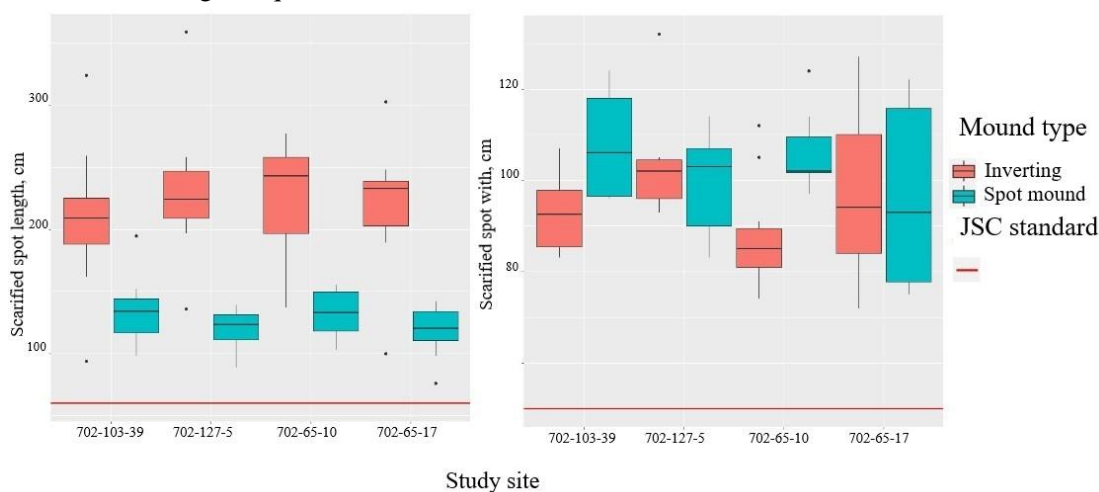 Scarified spot length, cm
300
200
100
702-103-39
702-127-5
702-65-10
702-65-17
Scarified spot with, cm
120
100
80
702-103-39
702-127-5
702-65-10
702-65-17
Study site
Mound type
Inverting
Spot mound
JSC standard